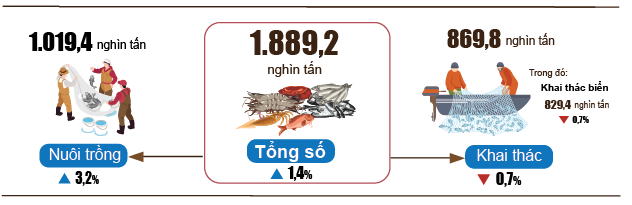 1.019,4 nghìn tấn
Nuôi trồng
▲ 3,2%
1.889,2
nghìn tấn
Tổng số
▲ 1,4%
869,8 nghìn tấn
Trong đó:
Khai thác biển
829,4 nghìn tấn
▼ 0,7%
Khai thác
▼ 0,7%